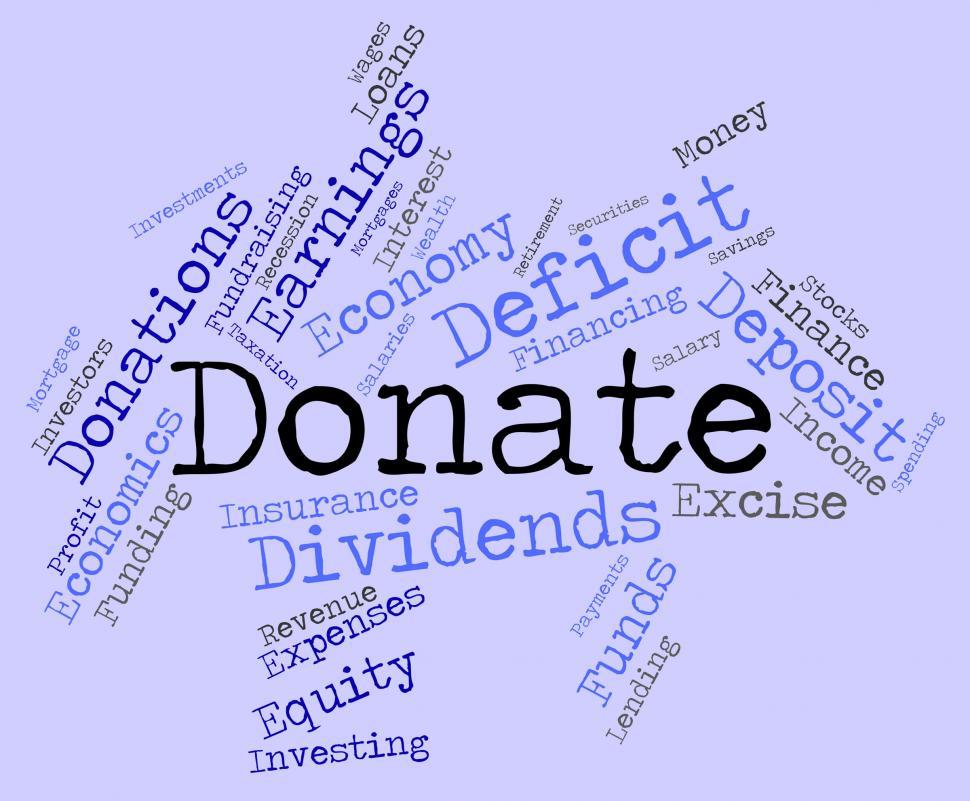 Wages
Loans
Earnings
Money
Interest
Investments
Fundraising
Recession
Mortgages
Wealth
Donations
Economy
Retirement
Securities
Deficit
Savings
Taxation
Salaries
Financing
Salary
Deposit
Finance
Stocks
Mortgage
Investors
Donate
Income
Spending
Economics
Profit
Funding
Insurance
Dividends
Excise
Revenue
Expenses
Payments
Funds
Lending
Equity
Investing